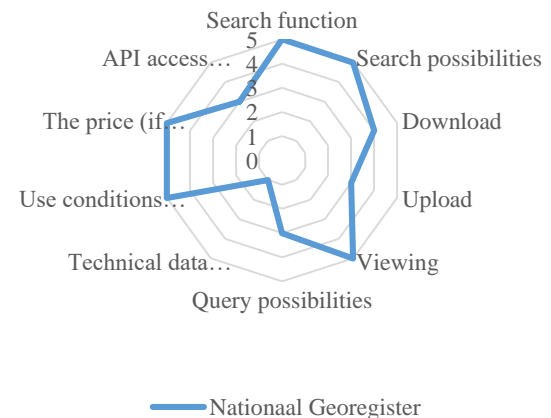 Search function
Search possibilities
Download
Upload
Viewing
Query possibilities
Technical data…
Use conditions…
The price (if…
API access…
5
4
3
2
1
0
Nationaal Georegister